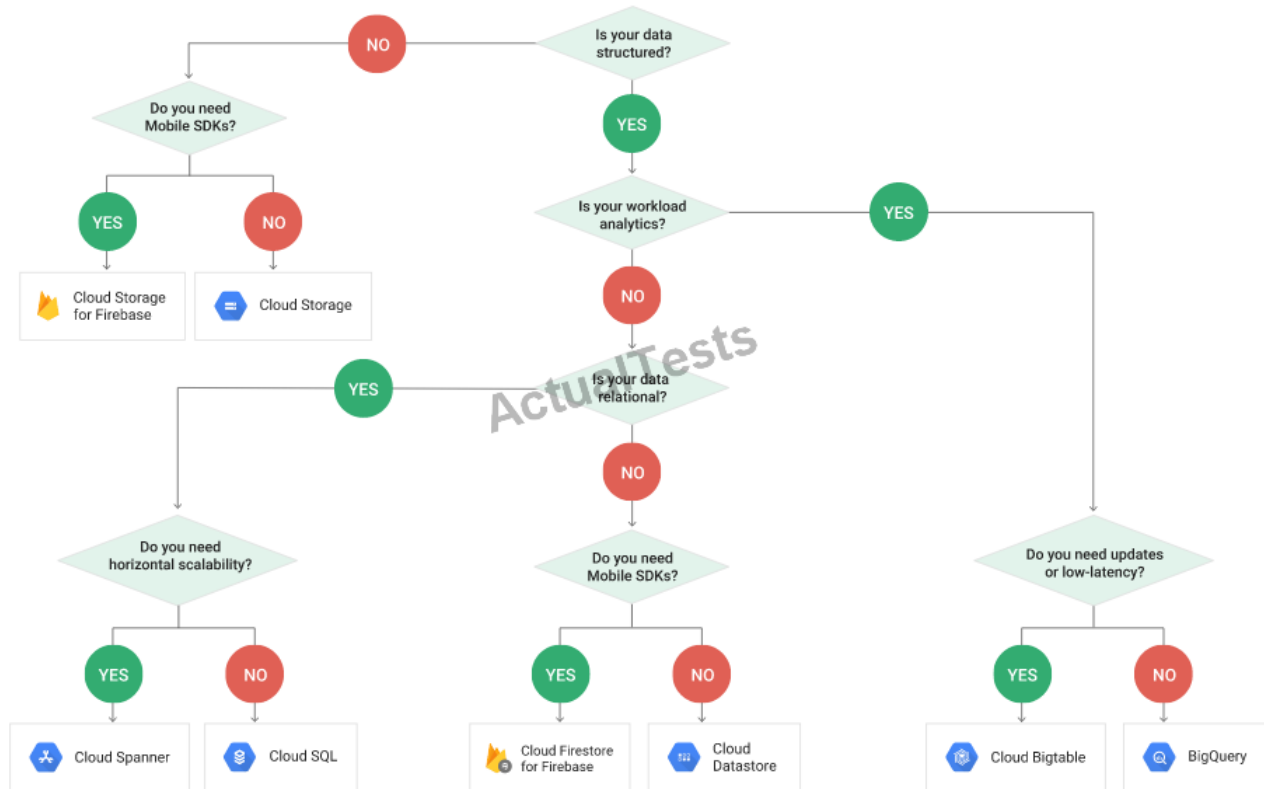 Is your data
structured?
NO
Do you need
Mobile SDKs?
YES
YES
NO
Is your workload
analytics?
YES
Cloud Storage
for Firebase
Cloud Storage
NO
ActualTests
Is your data
relational?
YES
NO
Do you need
horizontal scalability?
Do you need
Mobile SDKs?
Do you need updates
or low-latency?
YES
NO
YES
NO
YES
NO
Cloud Spanner
Cloud SQL
Cloud Firestore
for Firebase
Cloud
Datastore
Cloud Bigtable
BigQuery